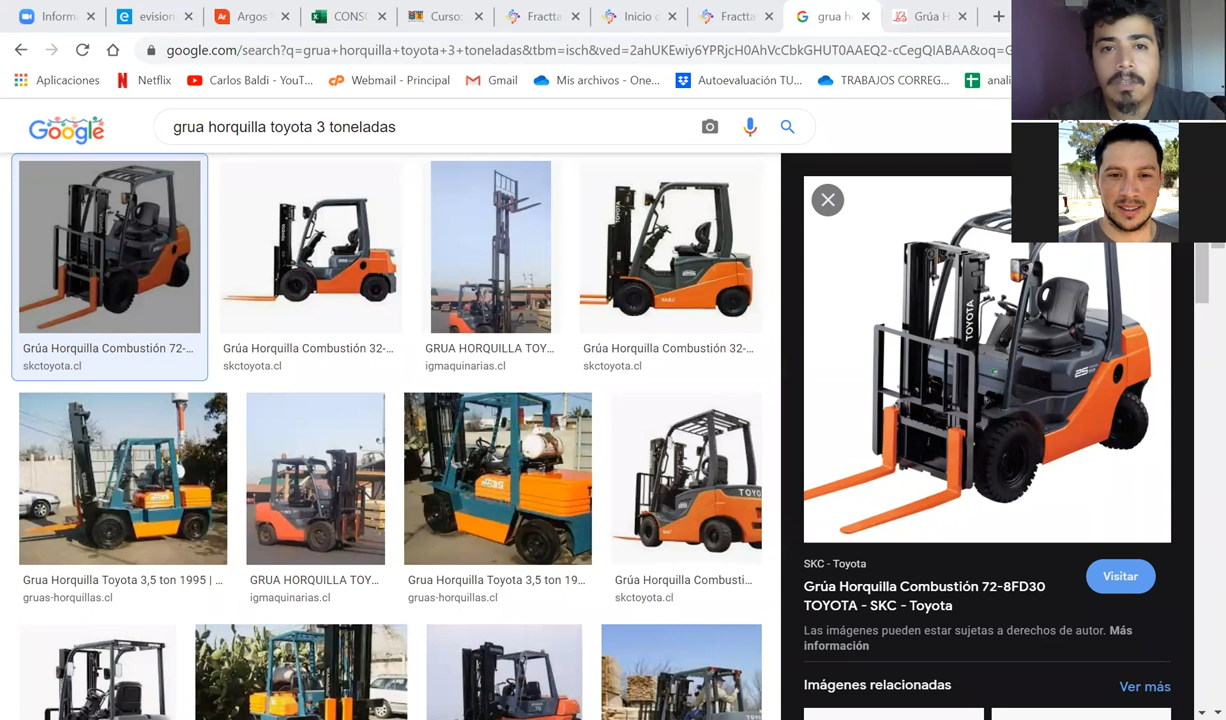 Inform
evision
Argos
CONS
Curso:
Fractta
Inicio d
Fractta
grua h
Grúa H
google.com/search?q=grua+horquilla+toyota+3+toneladas&tbm=isch&ved=2ahUKEwiy6YPRjcH0AhVcCbkGHUT0AAEQ2-cCegQIABAA&oq=G
Aplicaciones
Netflix
Carlos Baldi - YouT...
Webmail - Principal
Gmail
Mis archivos - One...
Autoevaluación TU...
TRABAJOS CORREG...
anali
Google
grua horquilla toyota 3 toneladas
Grúa Horquilla Combustión 72-...
skctoyota.cl
Grúa Horquilla Combustión 32-...
skctoyota.cl
GRUA HORQUILLA TOY...
igmaquinarias.cl
Grúa Horquilla Combustión 32-...
skctoyota.cl
Grua Horquilla Toyota 3,5 ton 1995 | ...
gruas-horquillas.cl
GRUA HORQUILLA TOY...
igmaquinarias.cl
Grua Horquilla Toyota 3,5 ton 19...
gruas-horquillas.cl
Grúa Horquilla Combusti...
skctoyota.cl
TOYOTA
25
SKC - Toyota
Grúa Horquilla Combustión 72-8FD30
TOYOTA - SKC - Toyota
Visitar
Las imágenes pueden estar sujetas a derechos de autor. Más
información
Imágenes relacionadas
Ver más